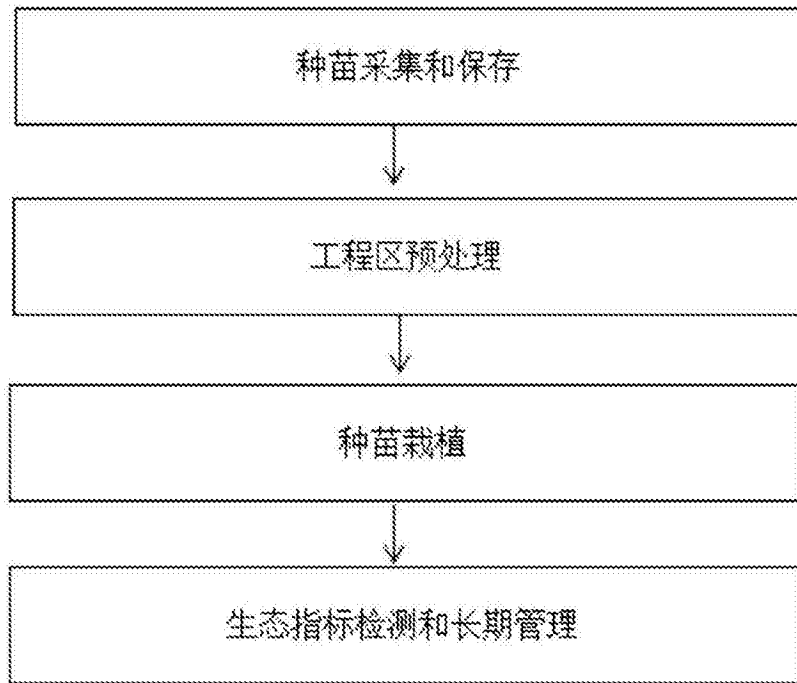 种苗采集和保存
工程区预处理
种苗栽植
生态指标检测和长期管理